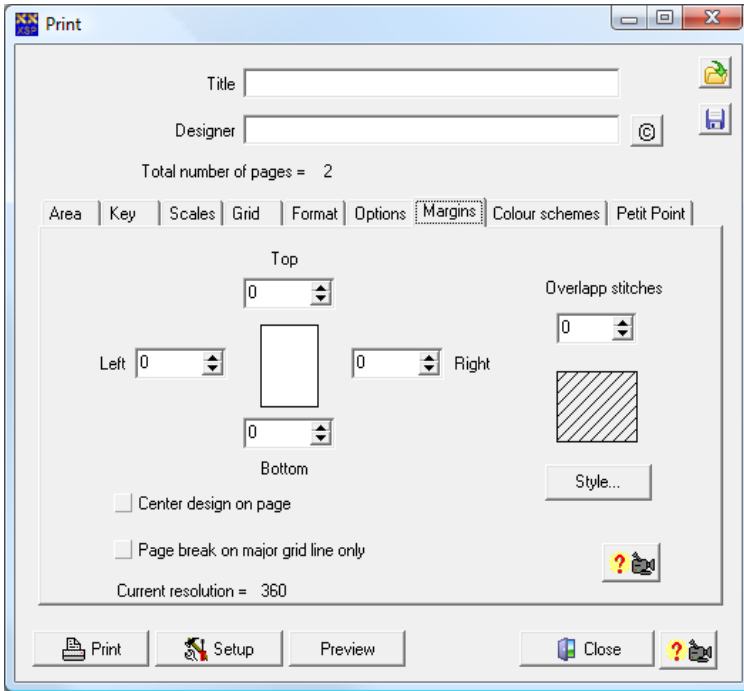 XX
XSP
Print
Title
Designer
©
Total number of pages = 2
Area Key Scales Grid Format Options Margins Colour schemes Petit Point
Top
0
Overlapp stitches
0
Left 0
0 Right
0
Bottom
Style...
Center design on page
Page break on major grid line only
?
Current resolution = 360
Print Setup Preview Close ?